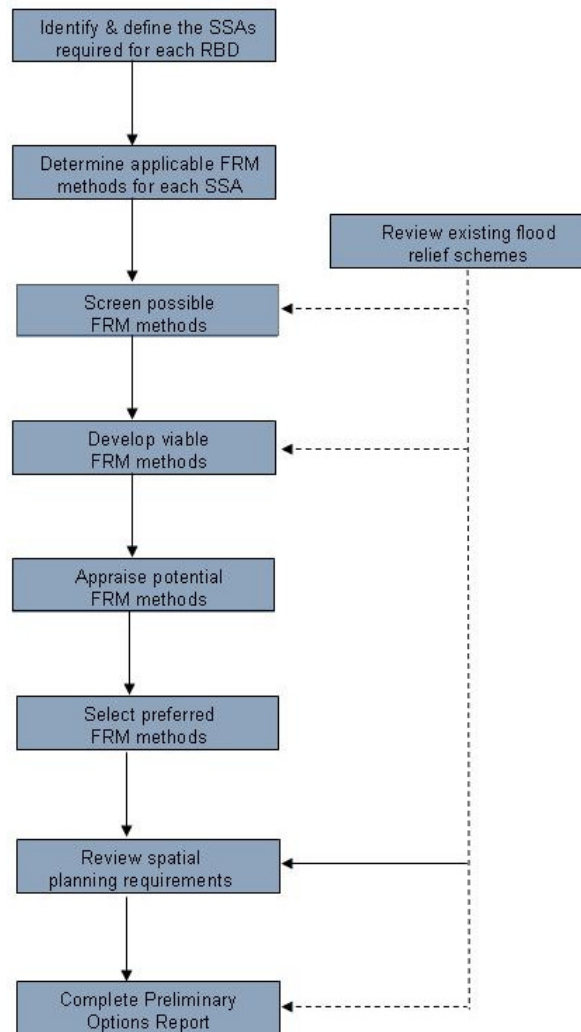 Identify & define the SSAs
required for each RBD
Determine applicable FRM
methods for each SSA
Review existing flood
relief schemes
Screen possible
FRM methods
Develop viable
FRM methods
Appraise potential
FRM methods
Select preferred
FRM methods
Review spatial
planning requirements
Complete Preliminary
Options Report